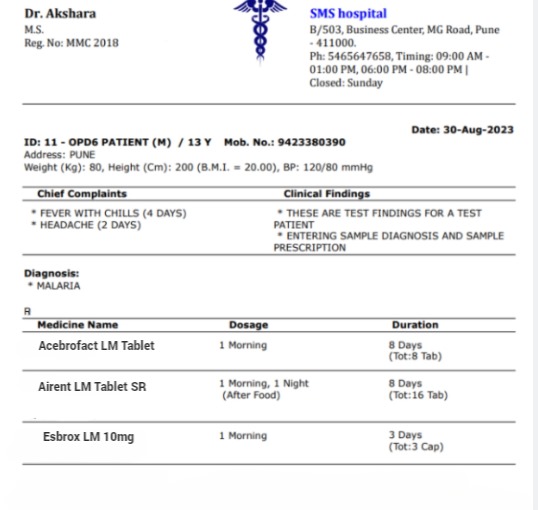 Dr. Akshara
M.S.
Reg. No: MMC 2018
SMS hospital
B/503, Business Center, MG Road, Pune
- 411000.
Ph: 5465647658, Timing: 09:00 AM -
01:00 PM, 06:00 PM - 08:00 PM |
Closed: Sunday
Date: 30-Aug-2023
ID: 11 - OPD6 PATIENT (M) / 13 Y Mob. No.: 9423380390
Address: PUNE
Weight (Kg): 80, Height (Cm): 200 (B.M.I. = 20.00), BP: 120/80 mmHg
Chief Complaints Clinical Findings
* FEVER WITH CHILLS (4 DAYS)
* HEADACHE (2 DAYS)
* THESE ARE TEST FINDINGS FOR A TEST
PATIENT
* ENTERING SAMPLE DIAGNOSIS AND SAMPLE
PRESCRIPTION
Diagnosis:
* MALARIA
R
Medicine Name Dosage Duration
Acebrofact LM Tablet 1 Morning 8 Days
(Tot:8 Tab)
Airent LM Tablet SR 1 Morning, 1 Night 8 Days
(After Food) (Tot:16 Tab)
Esbrox LM 10mg 1 Morning 3 Days
(Tot:3 Cap)